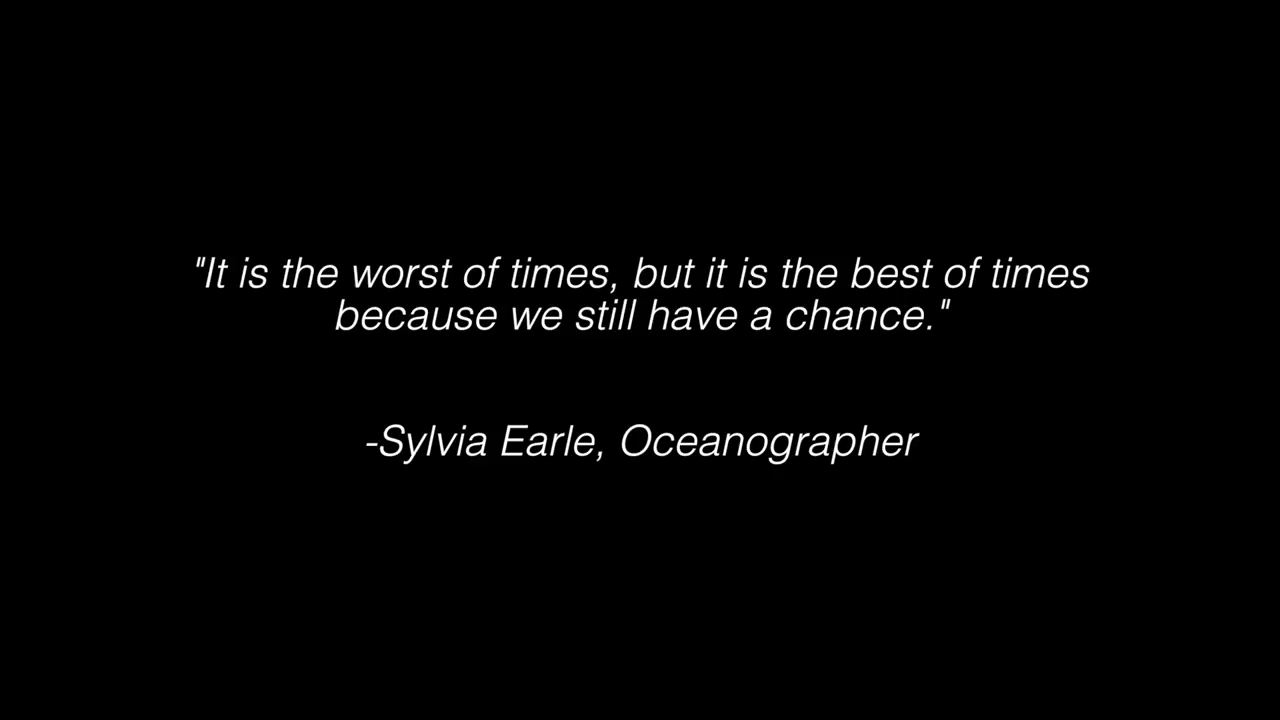 "It is the worst of times, but it is the best of times
because we still have a chance."
-Sylvia Earle, Oceanographer